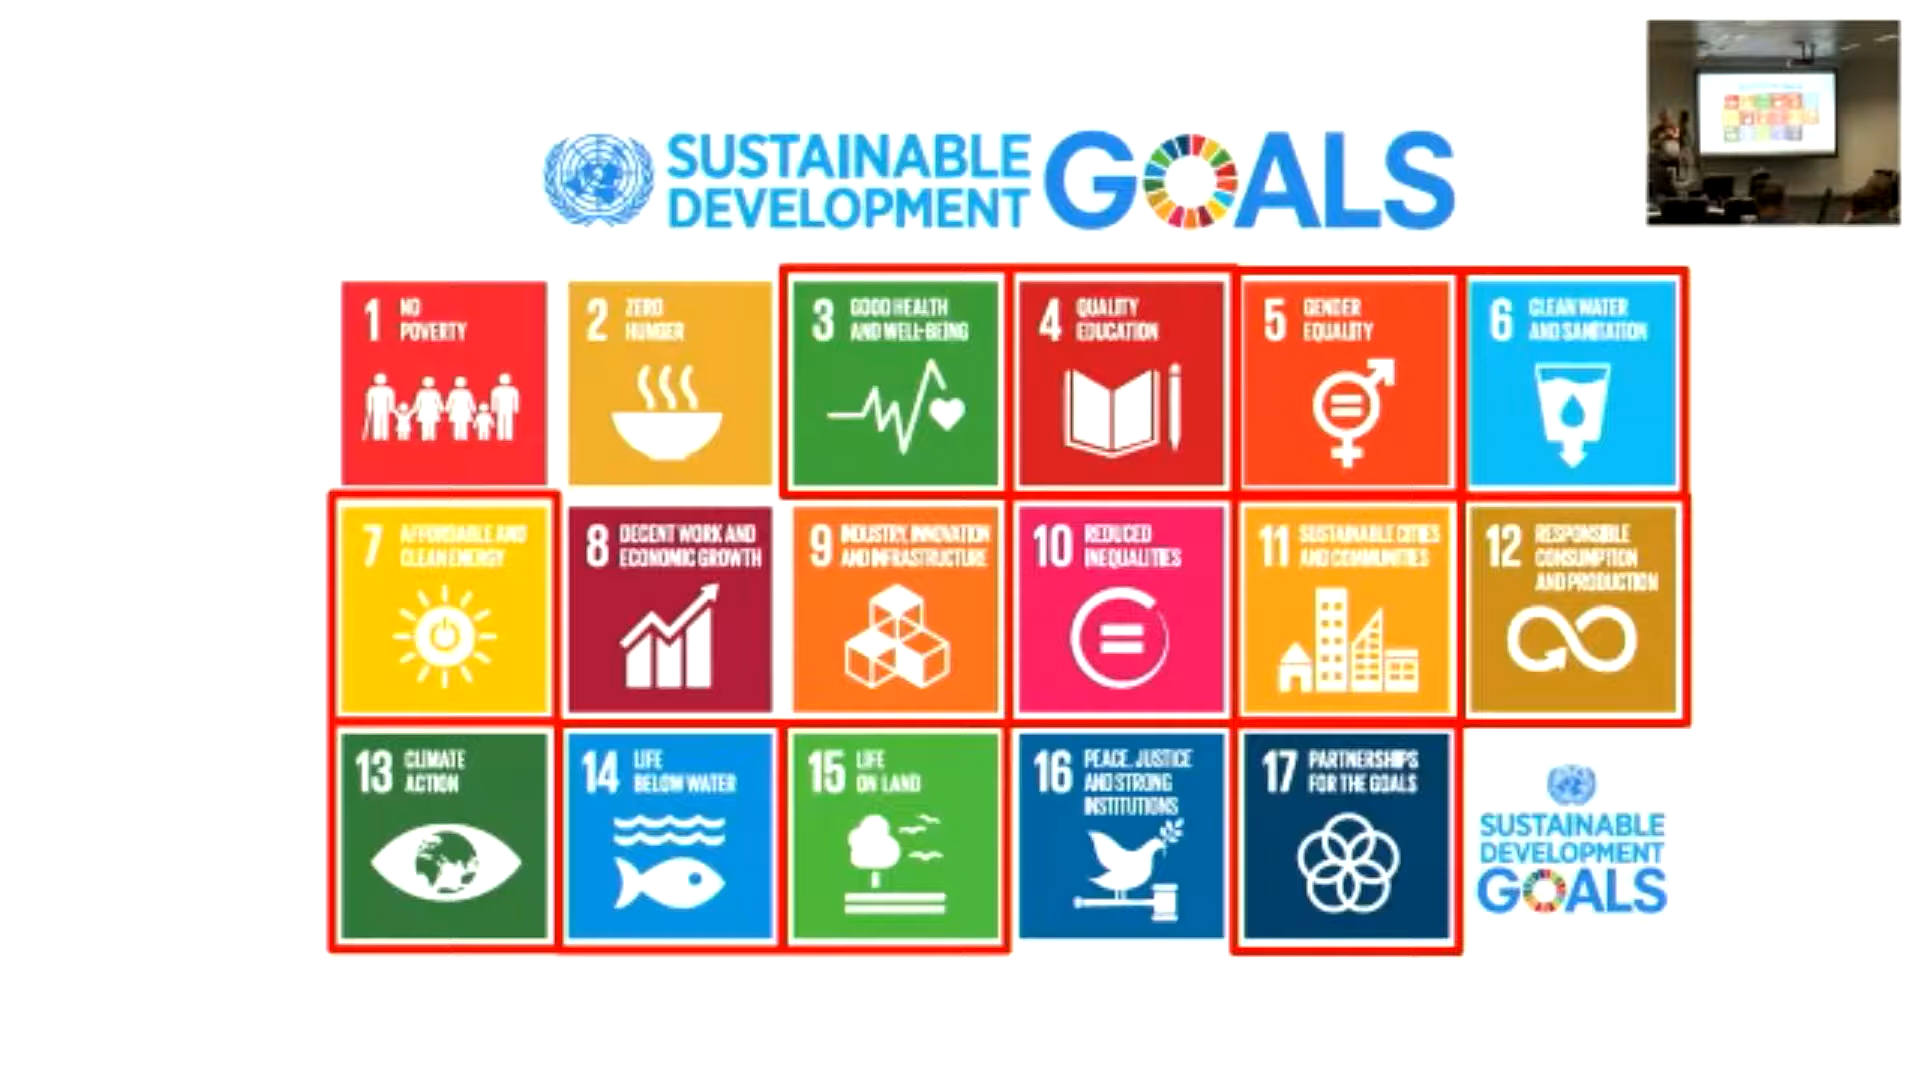 SUSTAINABLE
DEVELOPMENT
GOALS
1 NO
POVERTY
2 ZERO
HUNGER
3 GOOD HEALTH
AND WELL-BEING
4 QUALITY
EDUCATION
5 GENDER
EQUALITY
6 CLEAN WATER
AND SANITATION
7 AFFORDABLE AND
CLEAN ENERGY
8 DECENT WORK AND
ECONOMIC GROWTH
9 INDUSTRY, INNOVATION
AND INFRASTRUCTURE
10 REDUCED
INEQUALITIES
11 SUSTAINABLE CITIES
AND COMMUNITIES
12 RESPONSIBLE
CONSUMPTION
AND PRODUCTION
13 CLIMATE
ACTION
14 LIFE
BELOW WATER
15 LIFE
ON LAND
16 PEACE, JUSTICE
AND STRONG
INSTITUTIONS
17 PARTNERSHIPS
FOR THE GOALS
SUSTAINABLE
DEVELOPMENT
GOALS